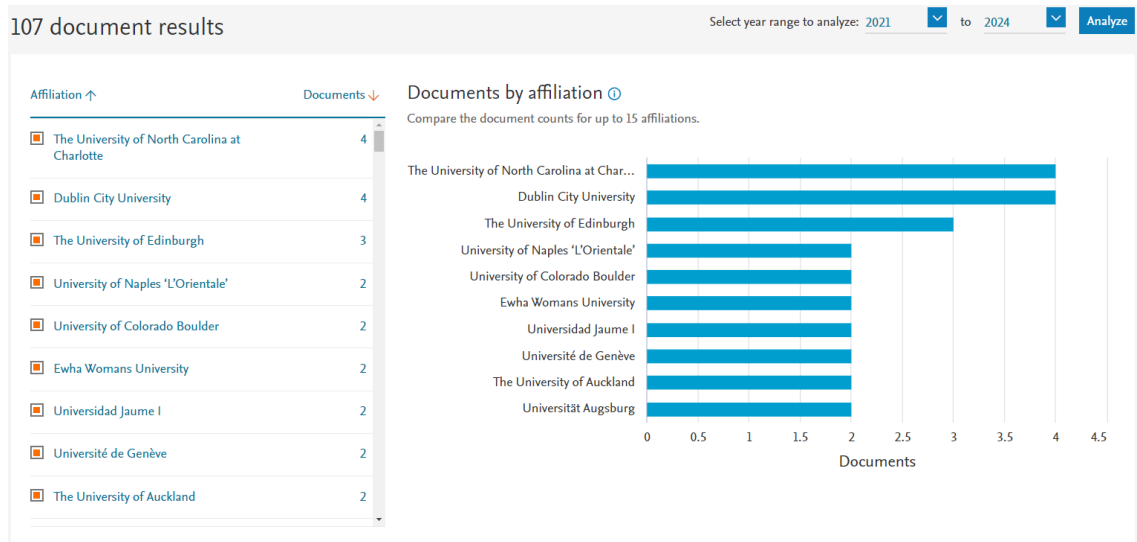 107 document results
Select year range to analyze: 2021 to 2024 Analyze
Affiliation ↑ Documents ↓
The University of North Carolina at
Charlotte 4
Dublin City University 4
The University of Edinburgh 3
University of Naples ‘L’Orientale’ 2
University of Colorado Boulder 2
Ewha Womans University 2
Universidad Jaume I 2
Université de Genève 2
The University of Auckland 2
Documents by affiliation
Compare the document counts for up to 15 affiliations.
The University of North Carolina at Char...
Dublin City University
The University of Edinburgh
University of Naples ‘L’Orientale’
University of Colorado Boulder
Ewha Womans University
Universidad Jaume I
Université de Genève
The University of Auckland
Universität Augsburg
0 0.5 1 1.5 2 2.5 3 3.5 4 4.5
Documents